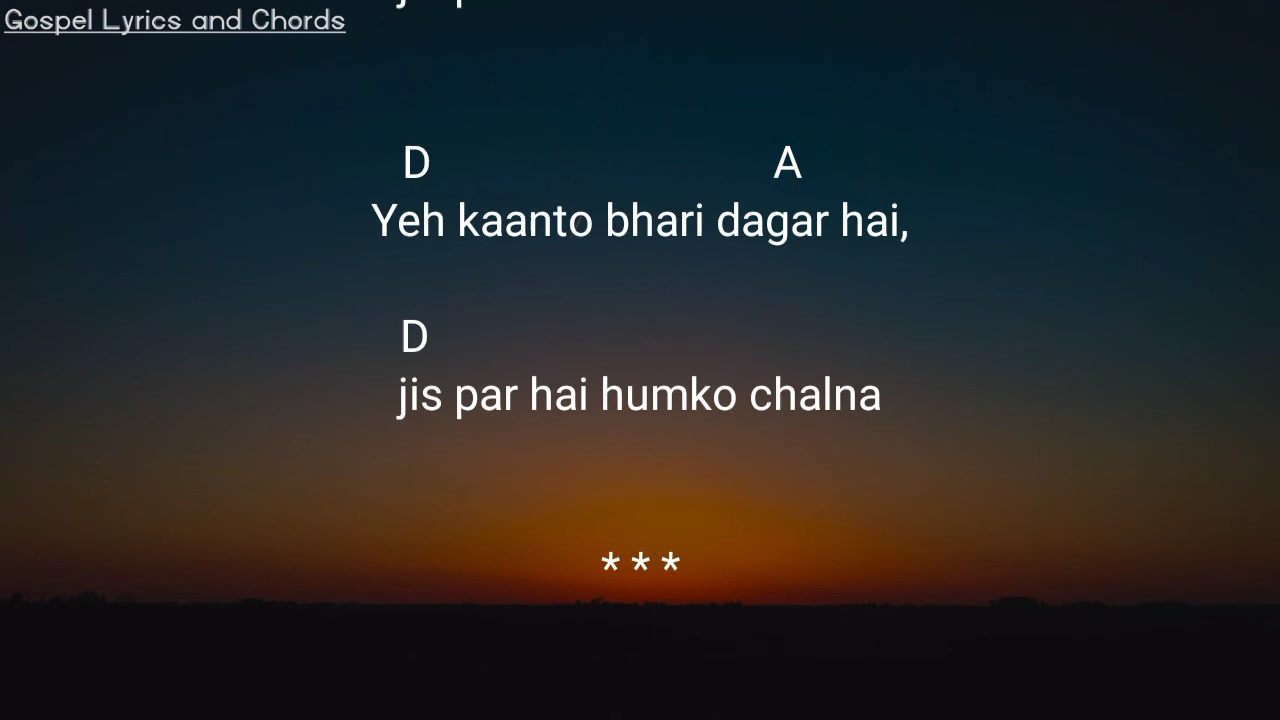 Gospel Lyrics and Chords
D A
Yeh kaanto bhari dagar hai,
D
jis par hai humko chalna
* * *